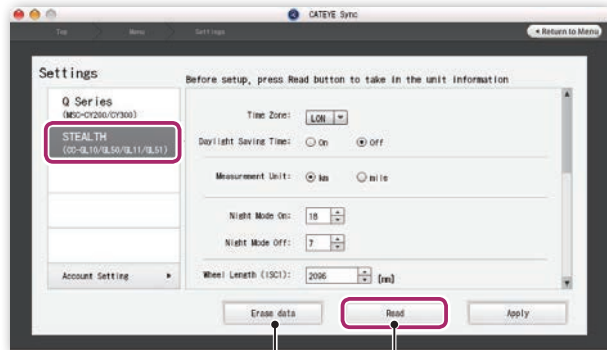 CATEYE Sync
Top Menu Settings
Return to Menu
Settings
Before setup, press Read button to take in the unit information
Q Series
(MSC-CY200/CY300)
STEALTH
(CC-GL10/GL50/GL11/GL51)
Account Setting
Time Zone: LON
Daylight Saving Time: On Off
Measurement Unit: km mile
Night Mode On: 18
Night Mode Off: 7
Wheel Length (ISC1): 2096 [mm]
Erase data Read Apply